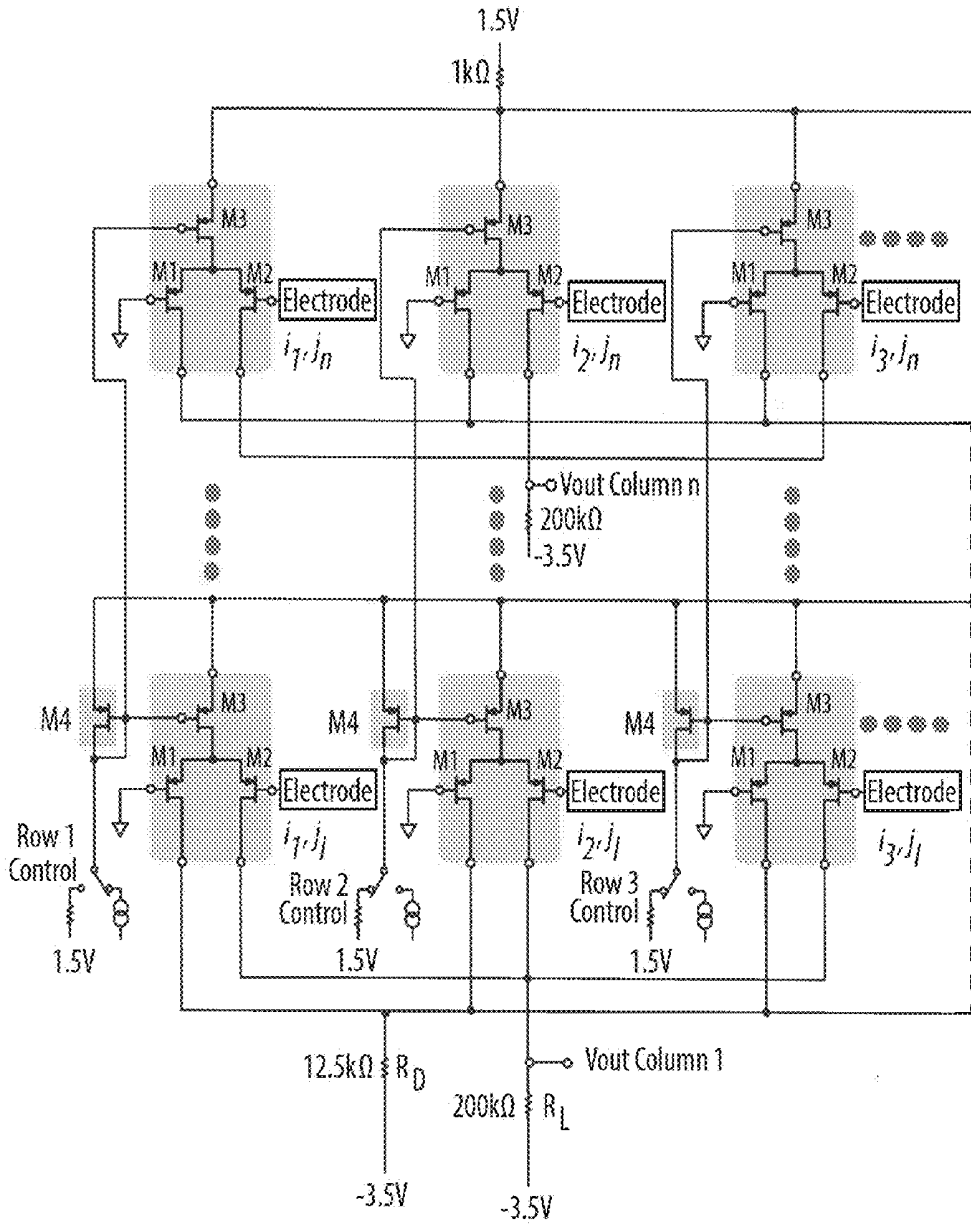 1.5V
1kΩ
M3
M3
M3
M1
M2
M1
M2
M1
M2
Electrode
Electrode
Electrode
i1, jn
i2, jn
i3, jn
Vout Column n
200kΩ
-3.5V
M4
M3
M4
M3
M4
M3
M1
M2
M1
M2
M1
M2
Electrode
Electrode
Electrode
i1, jl
i2, jl
i3, jl
Row 1
Control
Row 2
Control
Row 3
Control
1.5V
1.5V
1.5V
12.5kΩ
RD
Vout Column 1
200kΩ
RL
-3.5V
-3.5V